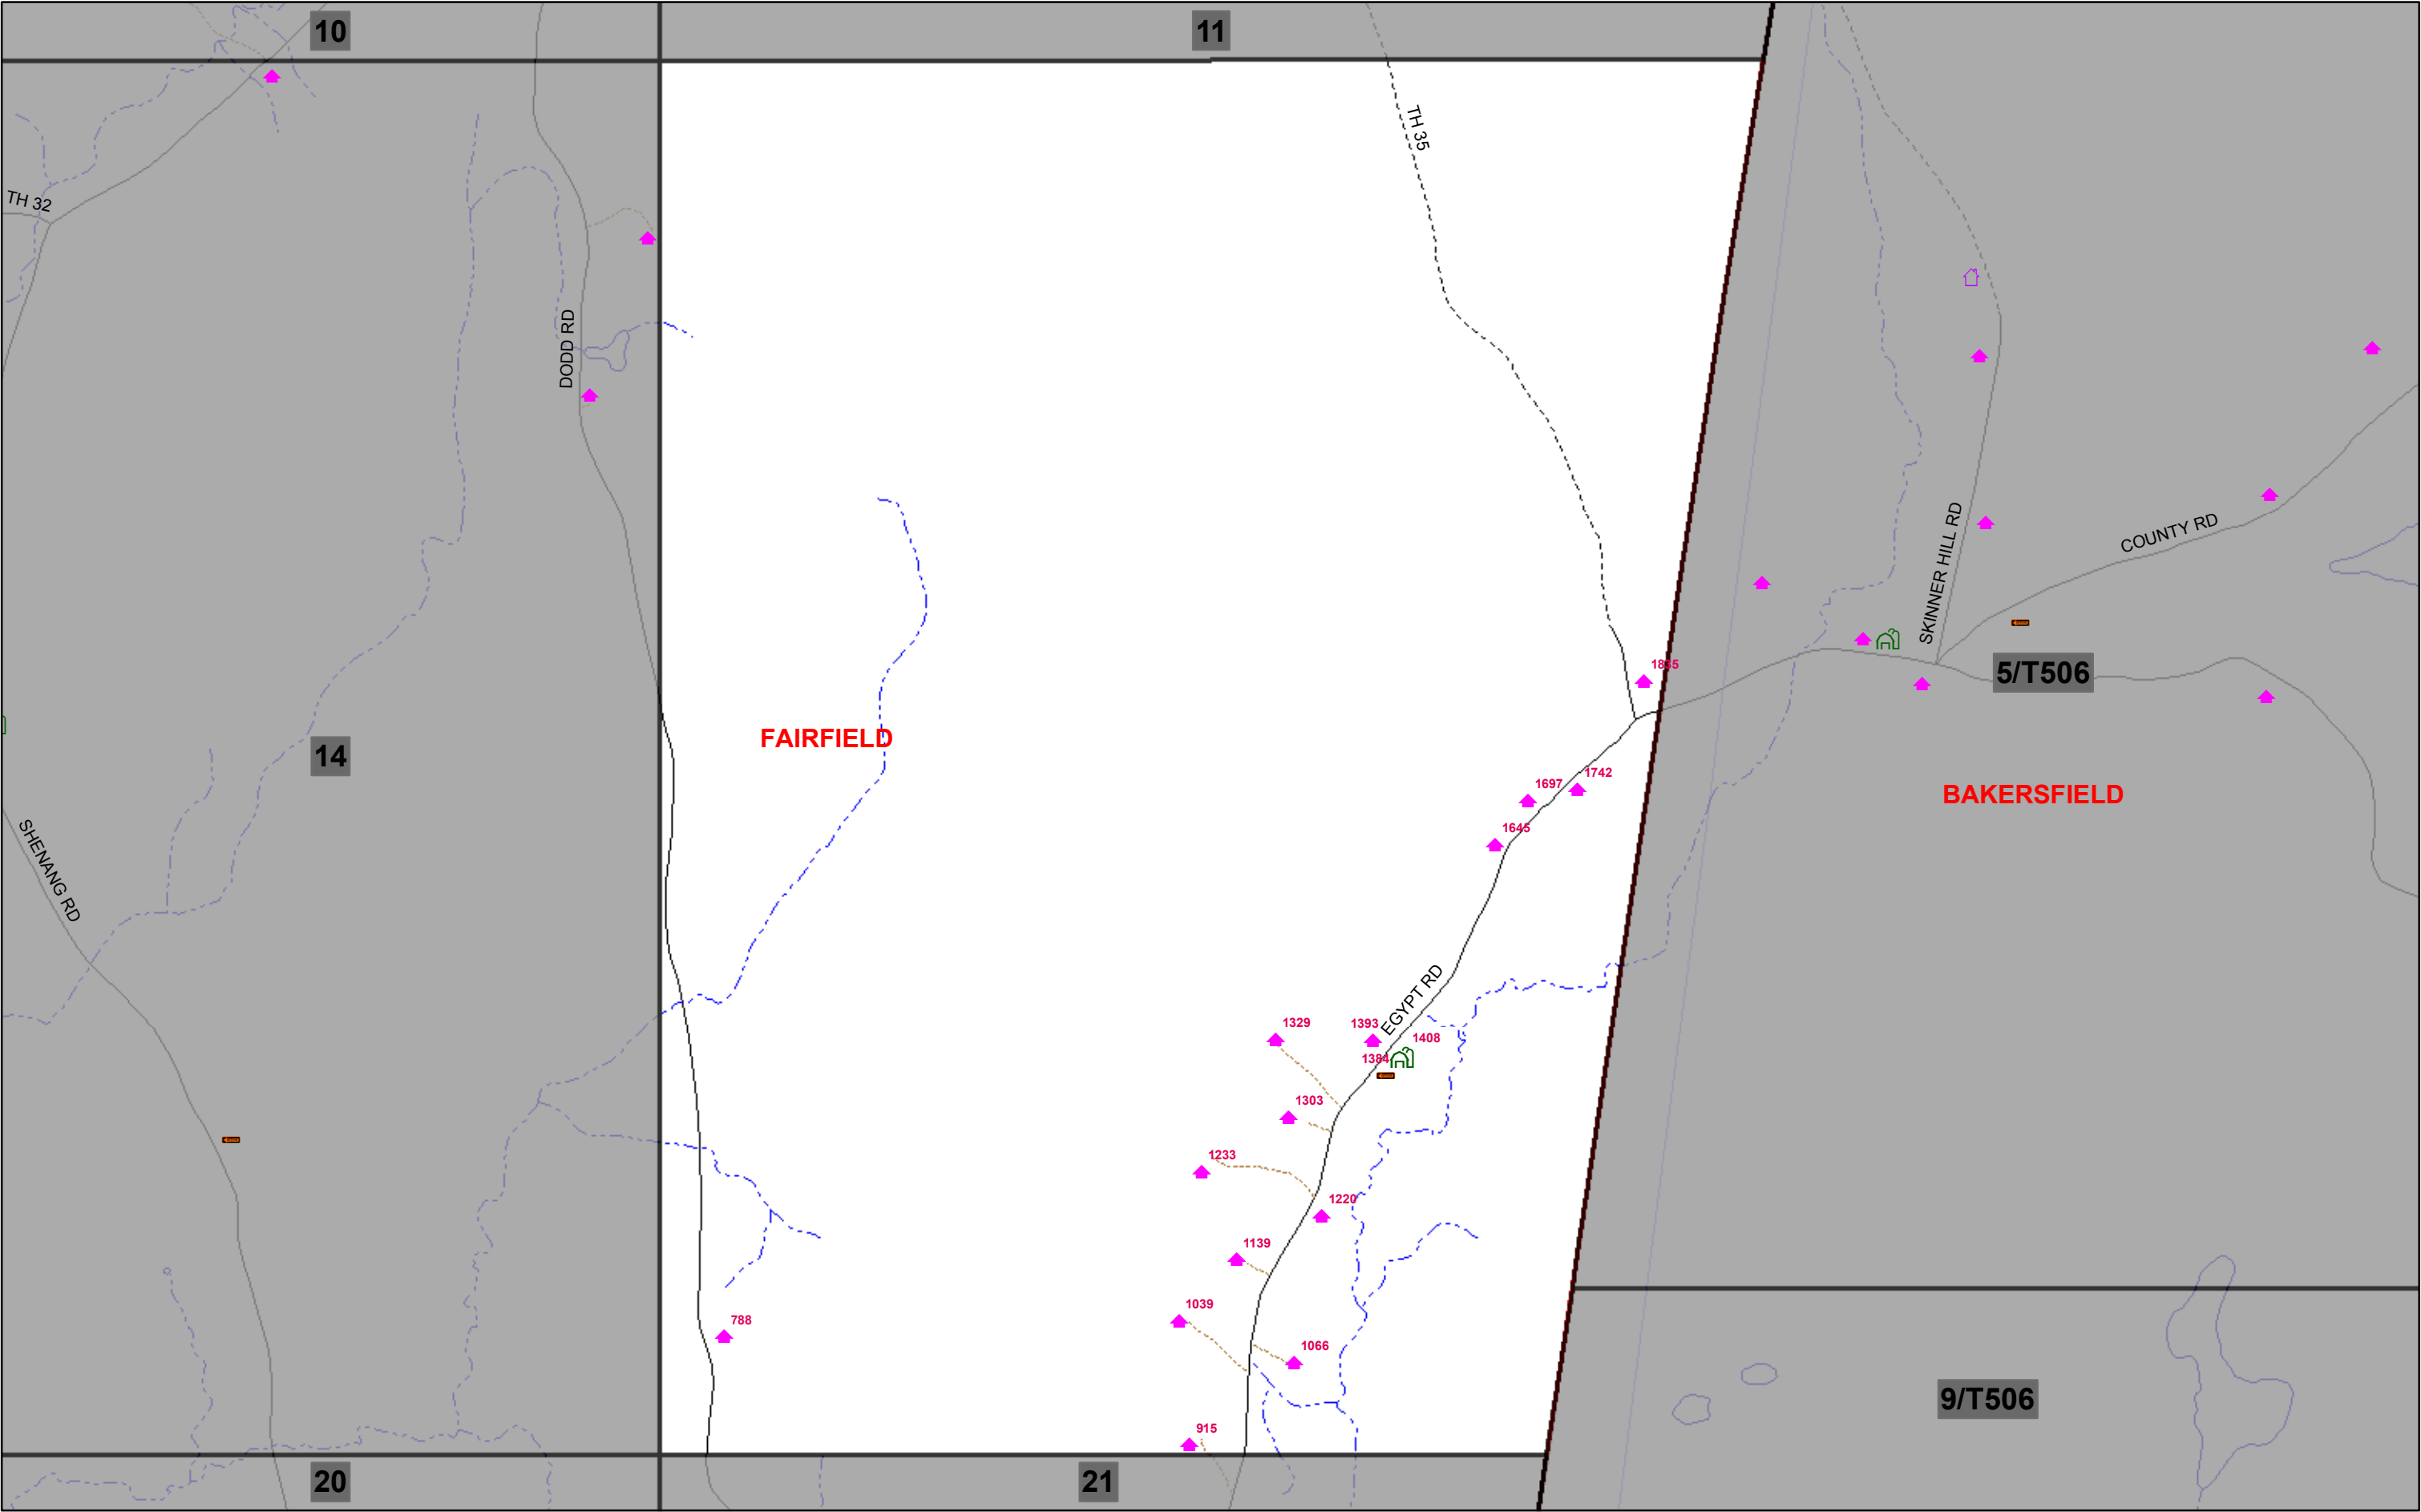 10
11
TH 35
TH 32
DODD RD
SKINNER HILL RD
COUNTY RD
1835
5/T506
FAIRFIELD
14
1742
1697
BAKERSFIELD
1645
SHENANG RD
EGYPT RD
1329
1393
1408
1384
1303
1233
1220
1139
1039
788
1066
9/T506
915
20
21